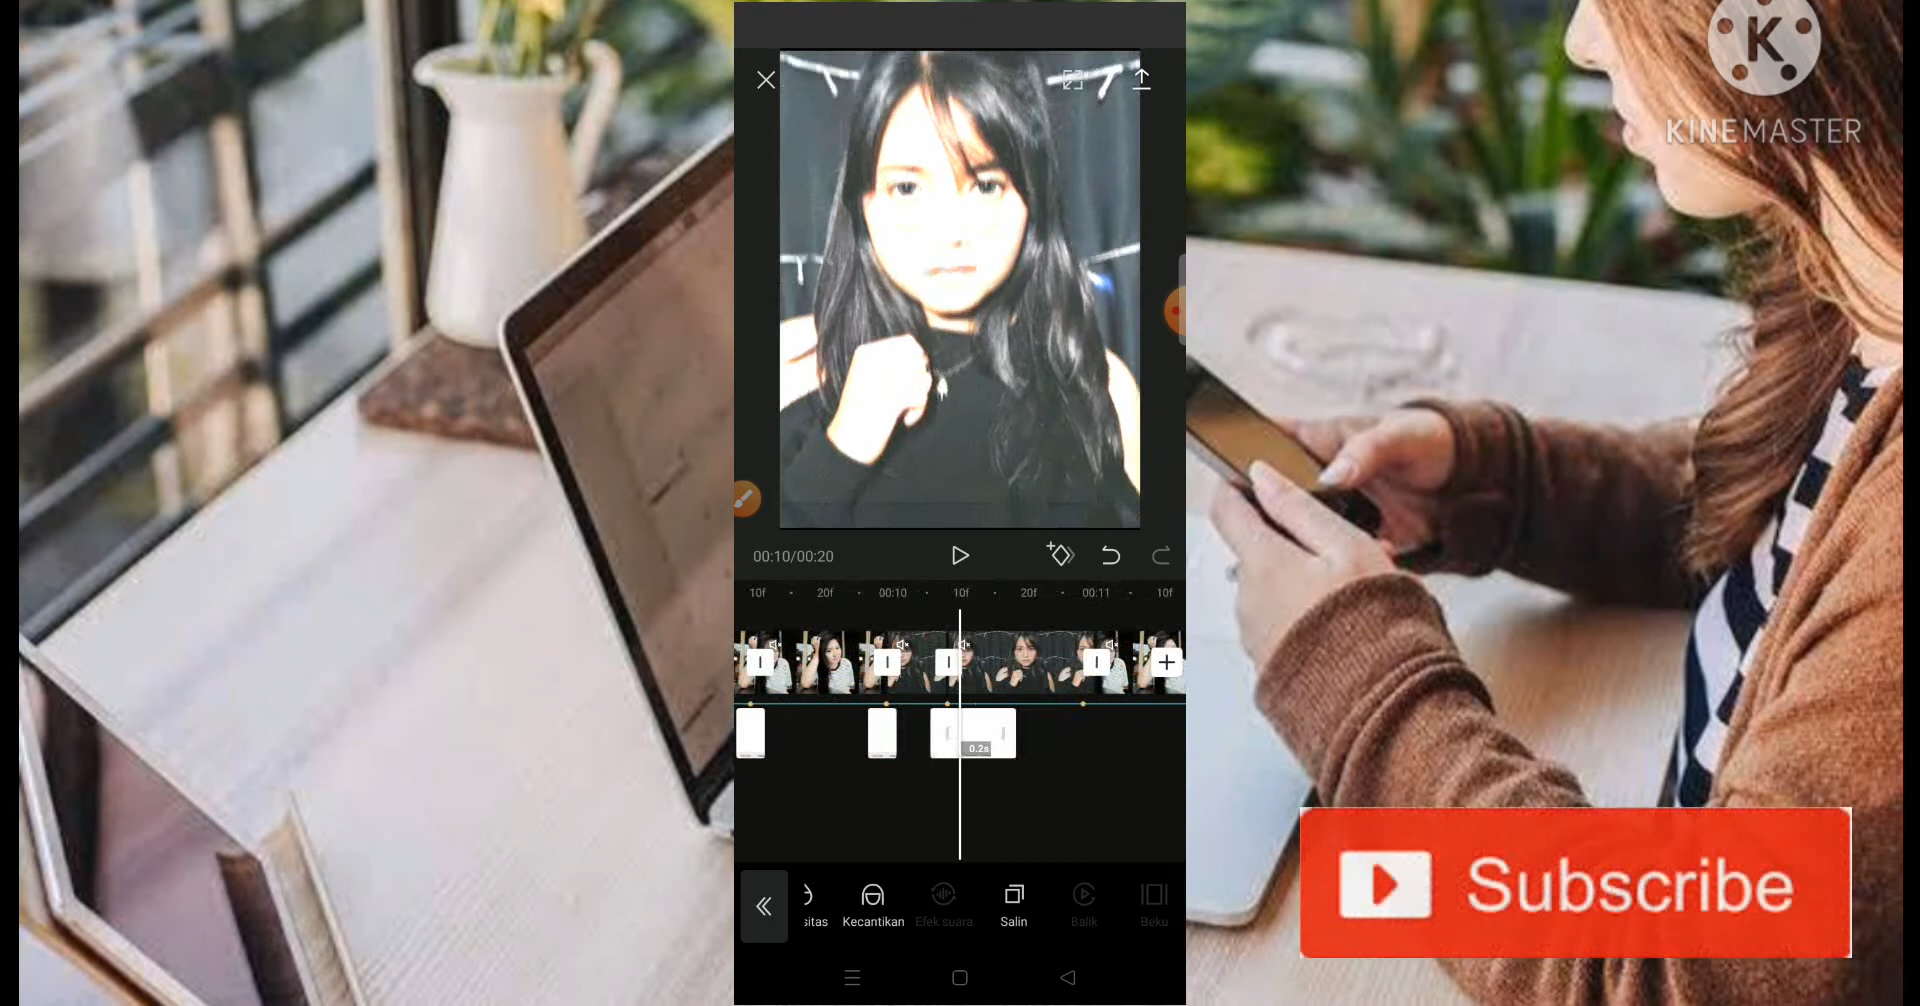 K
KINEMASTER
00:10/00:20
10f
20f
00:10
10f
20f
00:11
10f
0.2s
sitas
Kecantikan
Efek suara
Salin
Balik
Beku
Subscribe